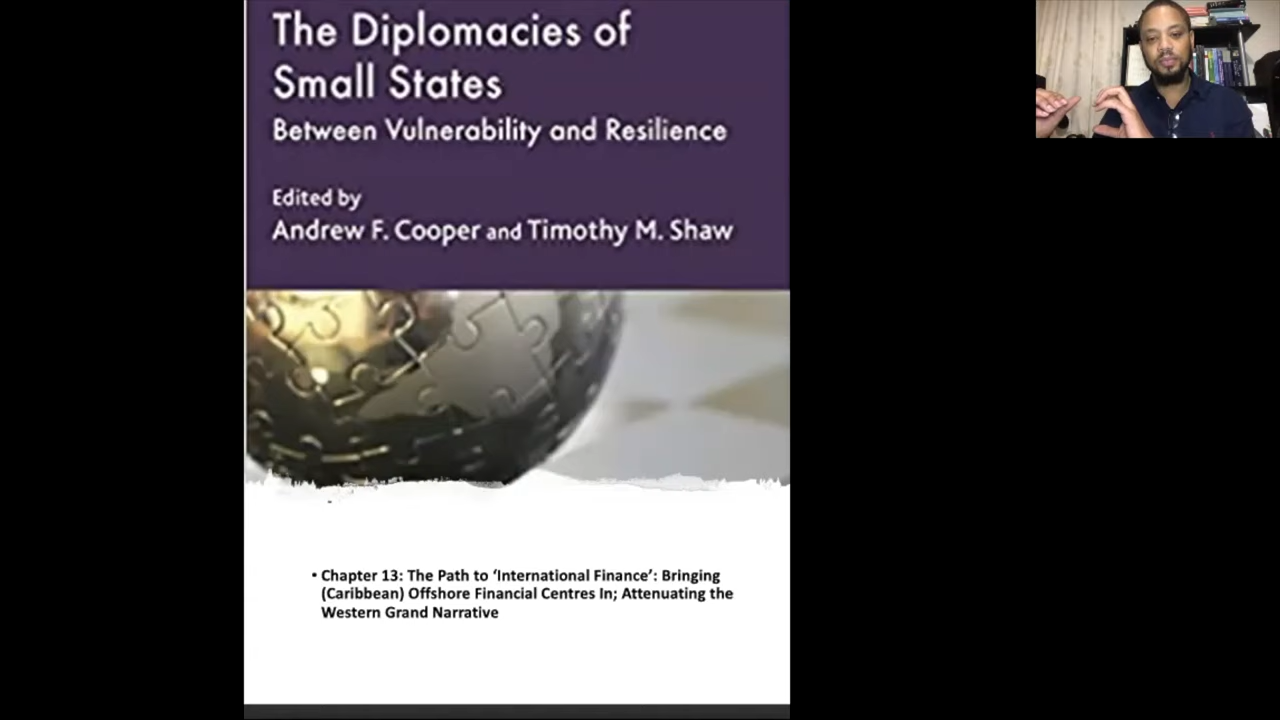 The Diplomacies of
Small States
Between Vulnerability and Resilience
Edited by
Andrew F. Cooper and Timothy M. Shaw
• Chapter 13: The Path to ‘International Finance’: Bringing
(Caribbean) Offshore Financial Centres In; Attenuating the
Western Grand Narrative